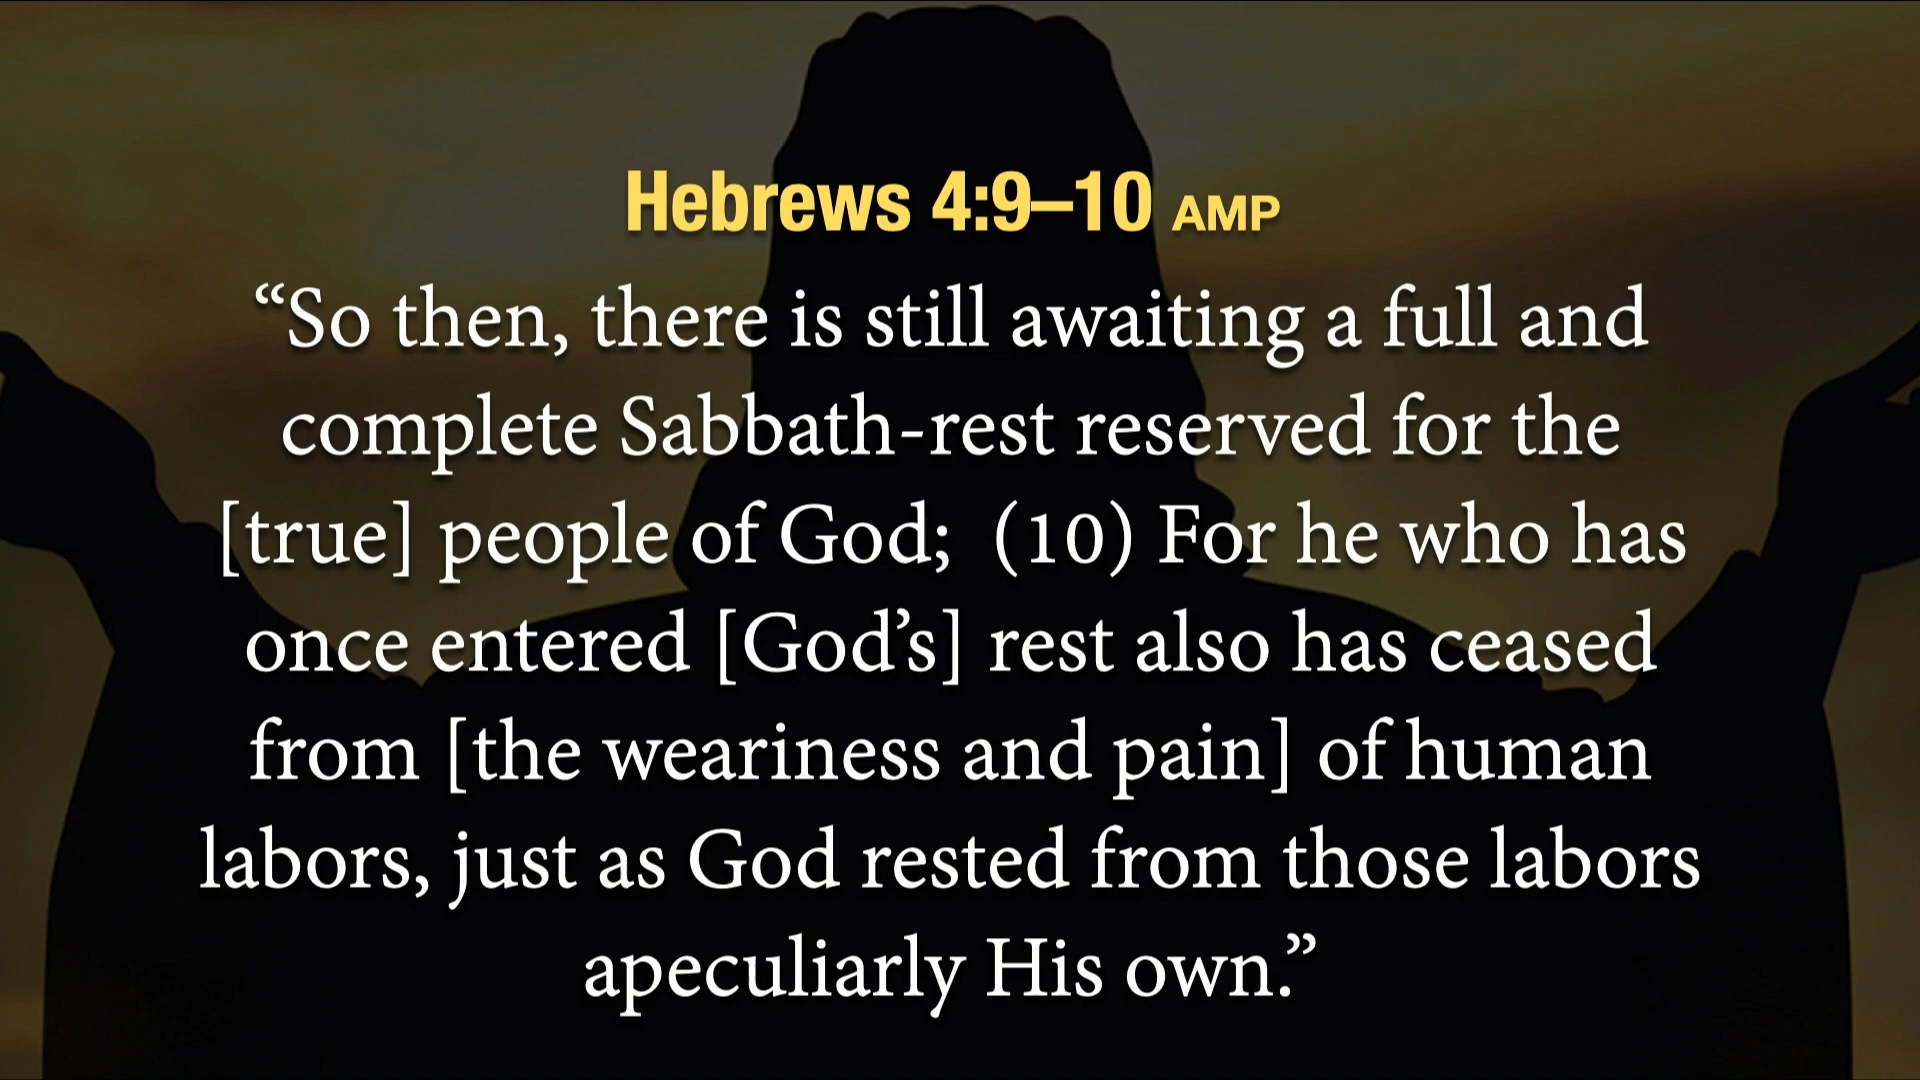 Hebrews 4:9–10 AMP
“So then, there is still awaiting a full and
complete Sabbath-rest reserved for the
[true] people of God;  (10) For he who has
once entered [God’s] rest also has ceased
from [the weariness and pain] of human
labors, just as God rested from those labors
apeculiarly His own.”